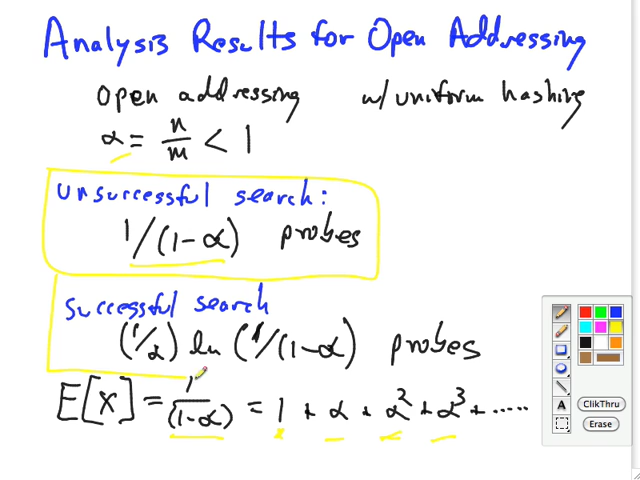 Analysis Results for Open Addressing
open addressing w/ uniform hashing
α = n/m < 1
unsuccessful search:
1/(1-α) probes
successful search
(1/α) ln (1/(1-α) probes
E[X] = 1/(1-α) = 1 + α + α² + α³ + .....
A
ClikThru
Erase